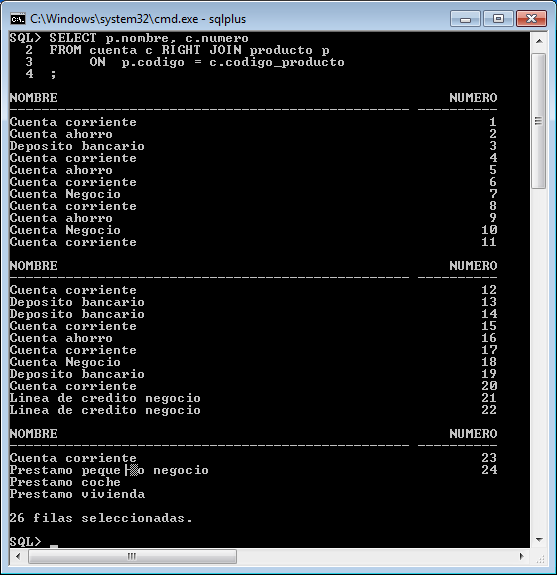 C:\Windows\system32\cmd.exe - sqlplus
SQL> SELECT p.nombre, c.numero
2 FROM cuenta c RIGHT JOIN producto p
3 ON p.codigo = c.codigo_producto
4 ;
NOMBRE NUMERO
Cuenta corriente 1
Cuenta ahorro 2
Deposito bancario 3
Cuenta corriente 4
Cuenta ahorro 5
Cuenta corriente 6
Cuenta Negocio 7
Cuenta corriente 8
Cuenta ahorro 9
Cuenta Negocio 10
Cuenta corriente 11
NOMBRE NUMERO
Cuenta corriente 12
Deposito bancario 13
Deposito bancario 14
Cuenta corriente 15
Cuenta ahorro 16
Cuenta corriente 17
Cuenta Negocio 18
Deposito bancario 19
Cuenta corriente 20
Linea de credito negocio 21
Linea de credito negocio 22
NOMBRE NUMERO
Cuenta corriente 23
Prestamo peque├▒o negocio 24
Prestamo coche
Prestamo vivienda
26 filas seleccionadas.
SQL> _